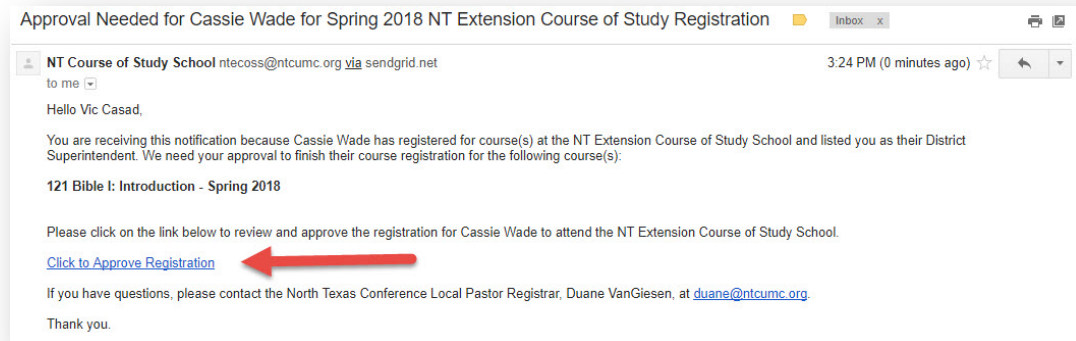 Approval Needed for Cassie Wade for Spring 2018 NT Extension Course of Study Registration Inbox x
NT Course of Study School ntecoss@ntcumc.org via sendgrid.net 3:24 PM (0 minutes ago)
to me
Hello Vic Casad,
You are receiving this notification because Cassie Wade has registered for course(s) at the NT Extension Course of Study School and listed you as their District
Superintendent. We need your approval to finish their course registration for the following course(s):
121 Bible I: Introduction - Spring 2018
Please click on the link below to review and approve the registration for Cassie Wade to attend the NT Extension Course of Study School.
Click to Approve Registration
If you have questions, please contact the North Texas Conference Local Pastor Registrar, Duane VanGiesen, at duane@ntcumc.org.
Thank you.